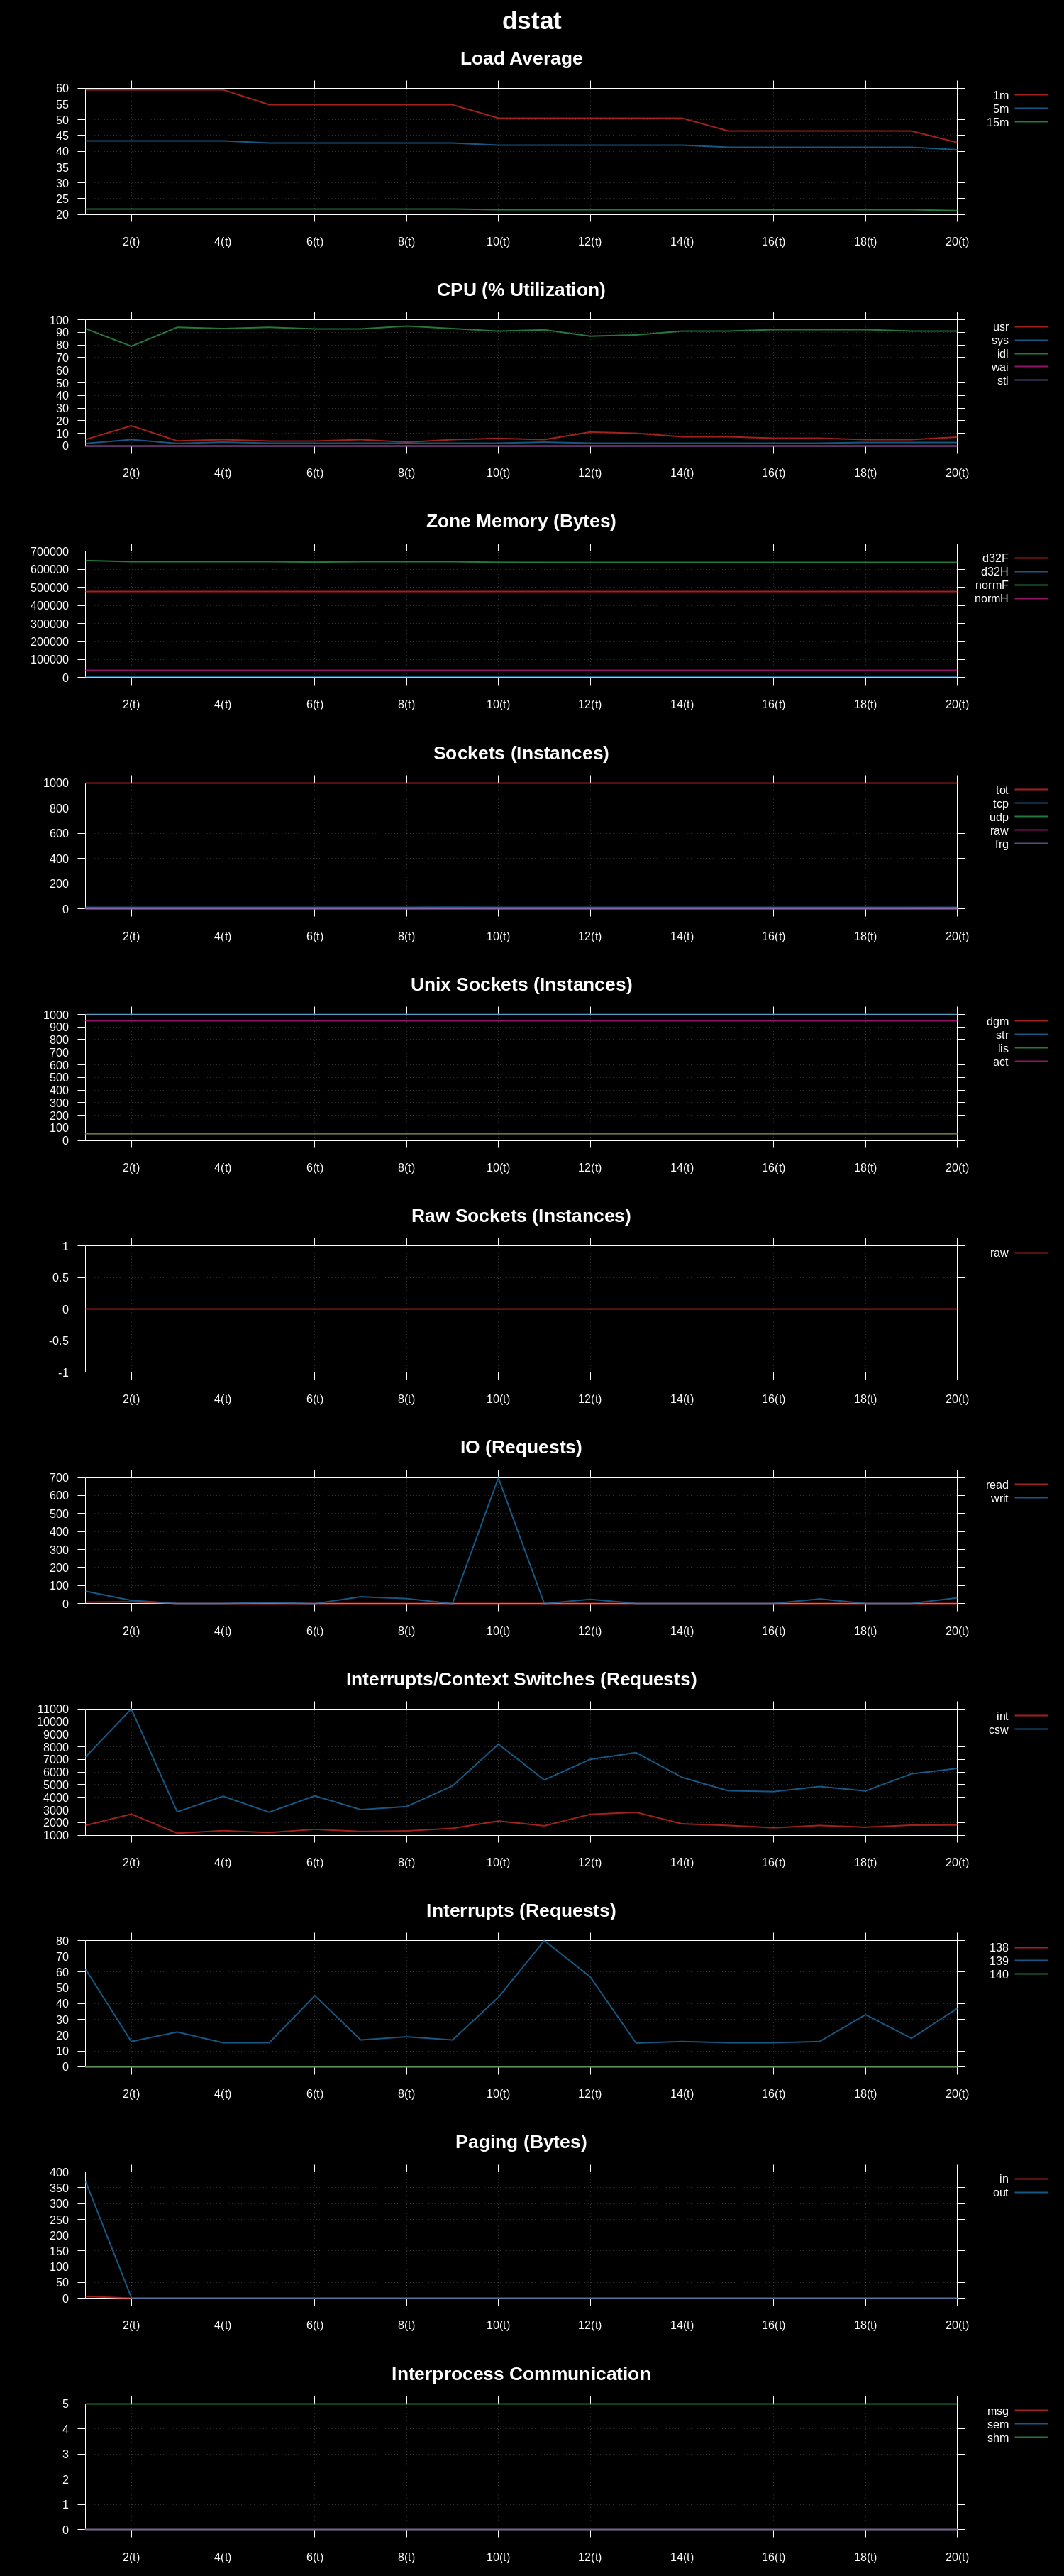 dstat
Load Average
60
55
50
45
40
35
30
25
20
2(t) 4(t) 6(t) 8(t) 10(t) 12(t) 14(t) 16(t) 18(t) 20(t)
1m
5m
15m
CPU (% Utilization)
100
90
80
70
60
50
40
30
20
10
0
2(t) 4(t) 6(t) 8(t) 10(t) 12(t) 14(t) 16(t) 18(t) 20(t)
usr
sys
idl
wai
stl
Zone Memory (Bytes)
700000
600000
500000
400000
300000
200000
100000
0
2(t) 4(t) 6(t) 8(t) 10(t) 12(t) 14(t) 16(t) 18(t) 20(t)
d32F
d32H
normF
normH
Sockets (Instances)
1000
800
600
400
200
0
2(t) 4(t) 6(t) 8(t) 10(t) 12(t) 14(t) 16(t) 18(t) 20(t)
tot
tcp
udp
raw
frg
Unix Sockets (Instances)
1000
900
800
700
600
500
400
300
200
100
0
2(t) 4(t) 6(t) 8(t) 10(t) 12(t) 14(t) 16(t) 18(t) 20(t)
dgm
str
lis
act
Raw Sockets (Instances)
1
0.5
0
-0.5
-1
2(t) 4(t) 6(t) 8(t) 10(t) 12(t) 14(t) 16(t) 18(t) 20(t)
raw
IO (Requests)
700
600
500
400
300
200
100
0
2(t) 4(t) 6(t) 8(t) 10(t) 12(t) 14(t) 16(t) 18(t) 20(t)
read
writ
Interrupts/Context Switches (Requests)
11000
10000
9000
8000
7000
6000
5000
4000
3000
2000
1000
2(t) 4(t) 6(t) 8(t) 10(t) 12(t) 14(t) 16(t) 18(t) 20(t)
int
csw
Interrupts (Requests)
80
70
60
50
40
30
20
10
0
2(t) 4(t) 6(t) 8(t) 10(t) 12(t) 14(t) 16(t) 18(t) 20(t)
138
139
140
Paging (Bytes)
400
350
300
250
200
150
100
50
0
2(t) 4(t) 6(t) 8(t) 10(t) 12(t) 14(t) 16(t) 18(t) 20(t)
in
out
Interprocess Communication
5
4
3
2
1
0
2(t) 4(t) 6(t) 8(t) 10(t) 12(t) 14(t) 16(t) 18(t) 20(t)
msg
sem
shm